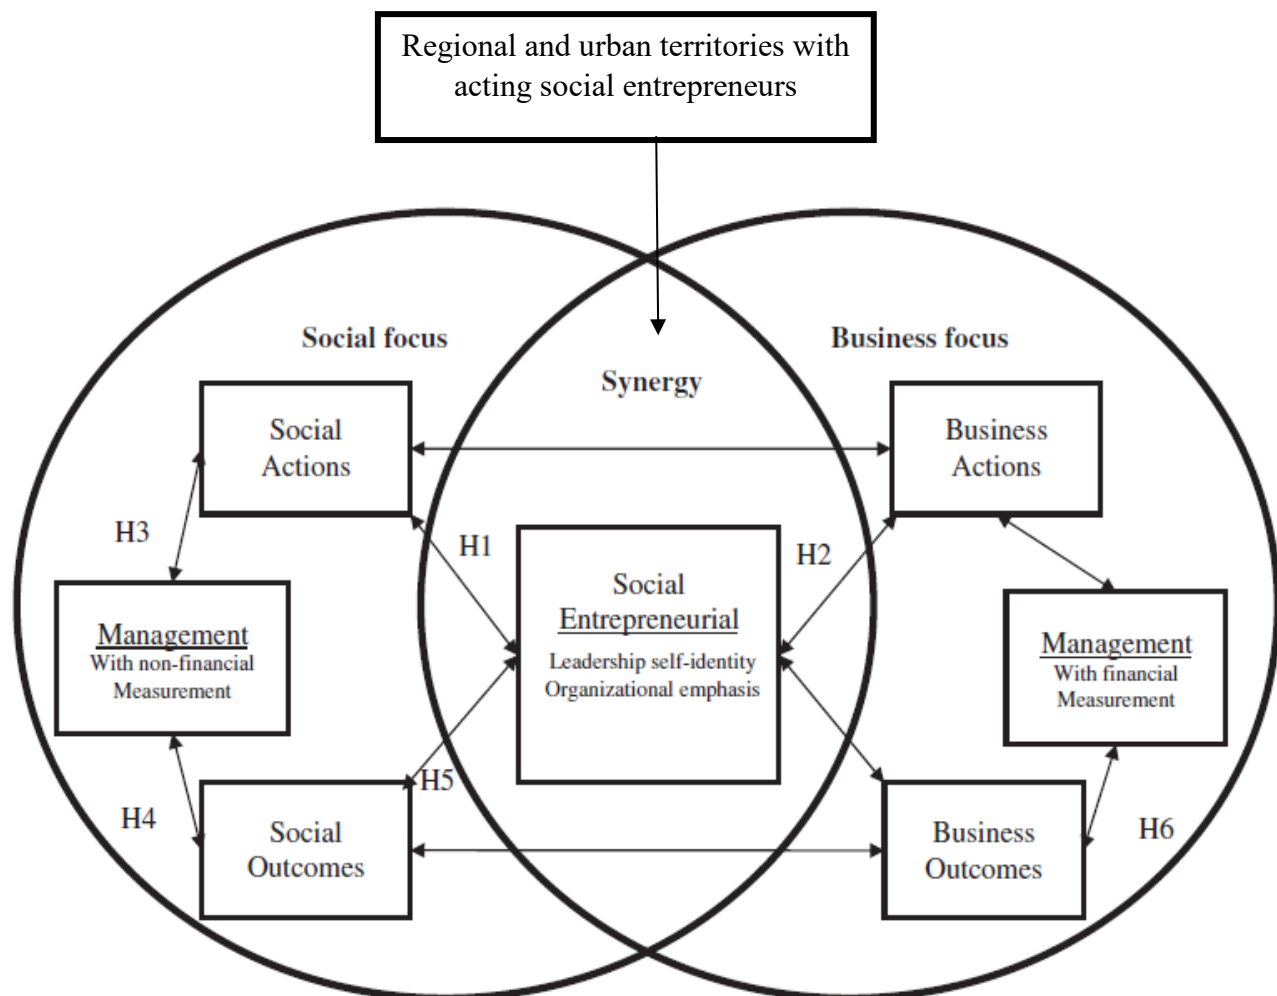 Regional and urban territories with
acting social entrepreneurs
Social focus
Business focus
Synergy
Social
Actions
Business
Actions
H3
H1
H2
Social
Entrepreneurial
Leadership self-identity
Organizational emphasis
Management
With non-financial
Measurement
Management
With financial
Measurement
H5
H4
H6
Social
Outcomes
Business
Outcomes